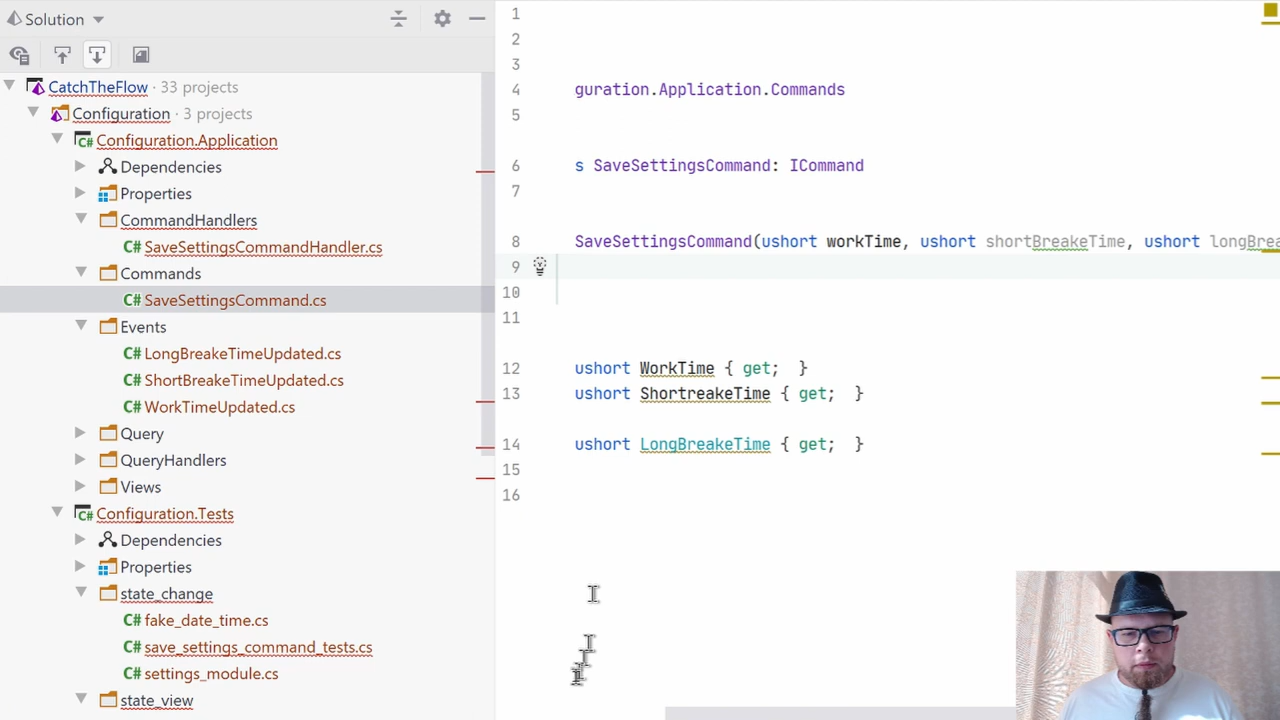 Solution
CatchTheFlow · 33 projects
Configuration · 3 projects
Configuration.Application
Dependencies
Properties
CommandHandlers
C# SaveSettingsCommandHandler.cs
Commands
C# SaveSettingsCommand.cs
Events
C# LongBreakeTimeUpdated.cs
C# ShortBreakeTimeUpdated.cs
C# WorkTimeUpdated.cs
Query
QueryHandlers
Views
Configuration.Tests
Dependencies
Properties
state_change
C# fake_date_time.cs
C# save_settings_command_tests.cs
C# settings_module.cs
state_view
1
2
3
4 guration.Application.Commands
5
6 s SaveSettingsCommand: ICommand
7
8 SaveSettingsCommand(ushort workTime, ushort shortBreakeTime, ushort longBrea
9
10
11
12 ushort WorkTime { get;  }
13 ushort ShortreakeTime { get;  }
14 ushort LongBreakeTime { get;  }
15
16